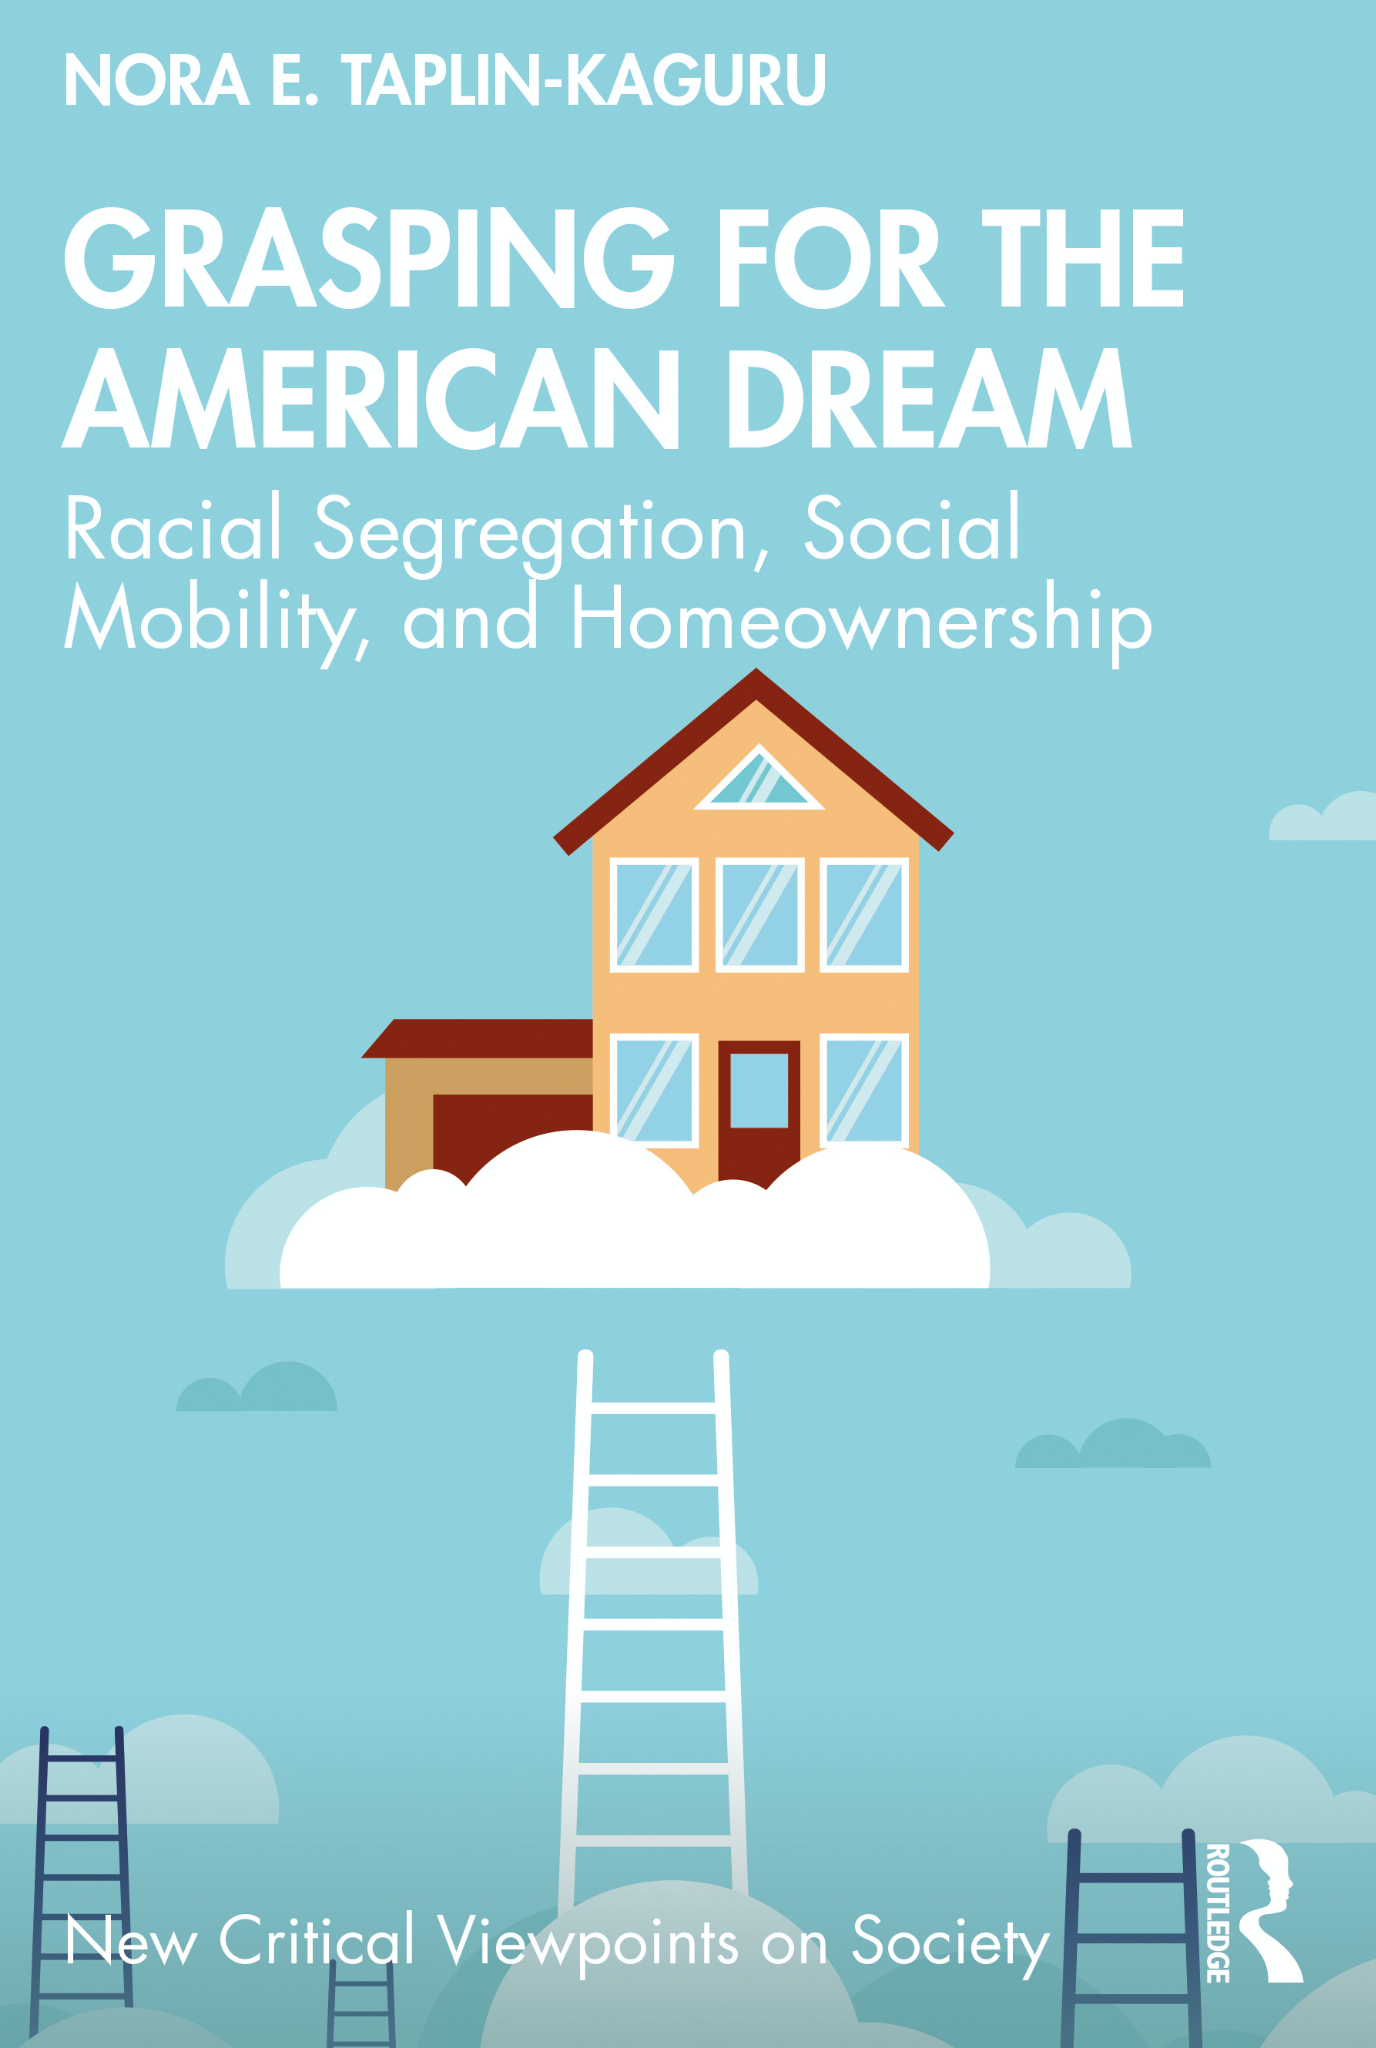 NORA E. TAPLIN-KAGURU
GRASPING FOR THE
AMERICAN DREAM
Racial Segregation, Social
Mobility, and Homeownership
New Critical Viewpoints on Society
ROUTLEDGE